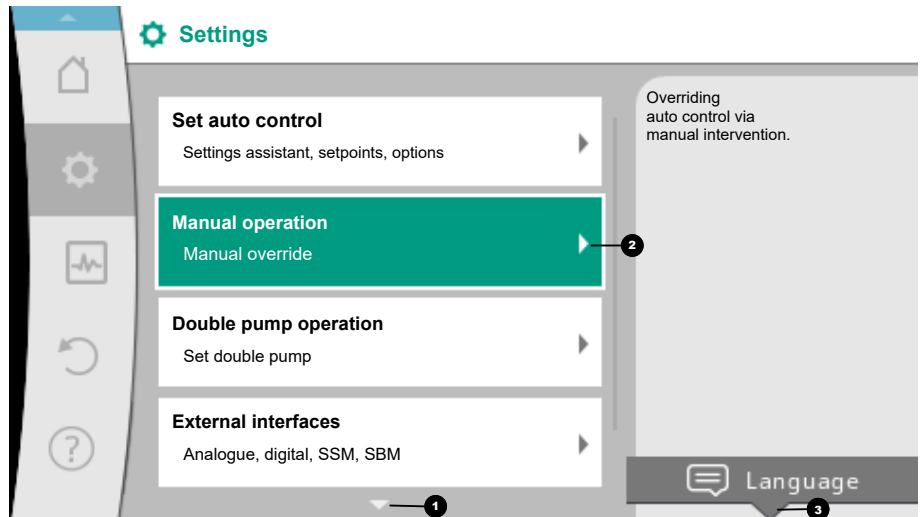 Settings
Set auto control
Settings assistant, setpoints, options
Manual operation
Manual override
2
Double pump operation
Set double pump
External interfaces
Analogue, digital, SSM, SBM
1
Overriding
auto control via
manual intervention.
Language
3
?